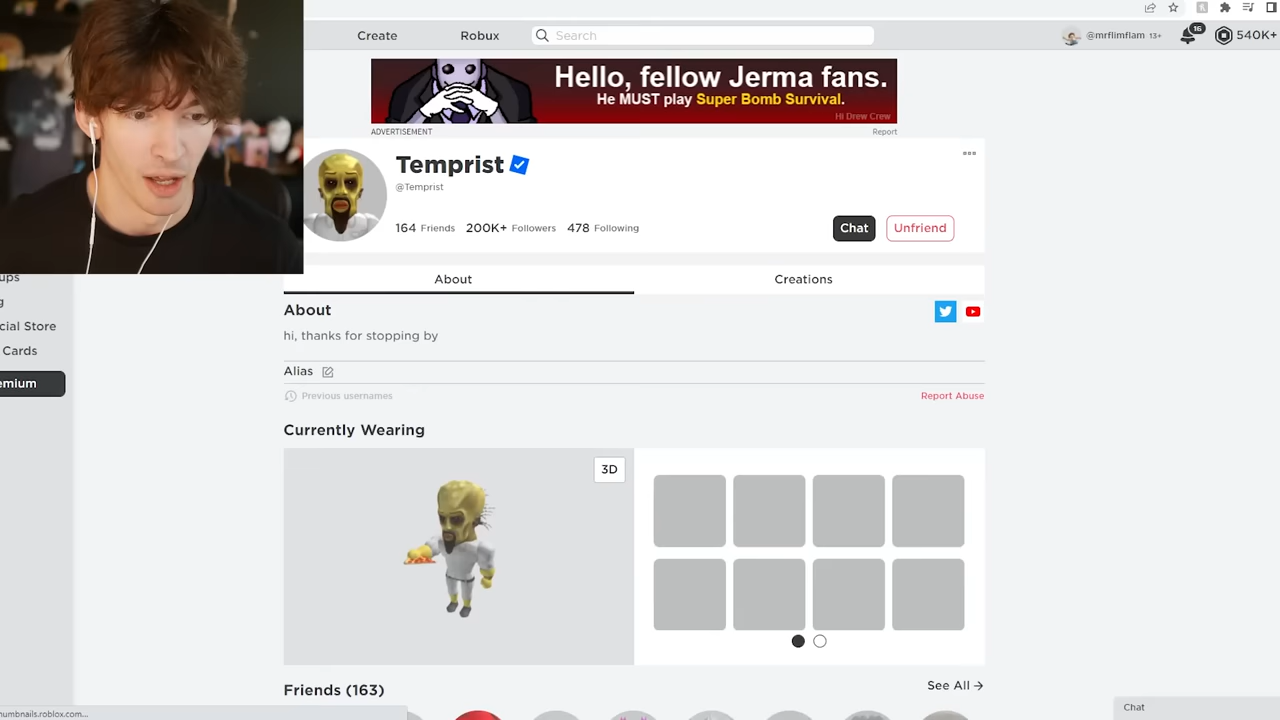 Create
Robux
Search
@mrflimflam 13+
16
540K+
Hello, fellow Jerma fans.
He MUST play Super Bomb Survival.
Hi Drew Crew
ADVERTISEMENT
Report
Temprist
@Temprist
164 Friends 200K+ Followers 478 Following
Chat
Unfriend
ups
g
cial Store
Cards
emium
About
Creations
About
hi, thanks for stopping by
Alias
Previous usernames
Report Abuse
Currently Wearing
3D
Friends (163)
See All →
humbnails.roblox.com...
Chat